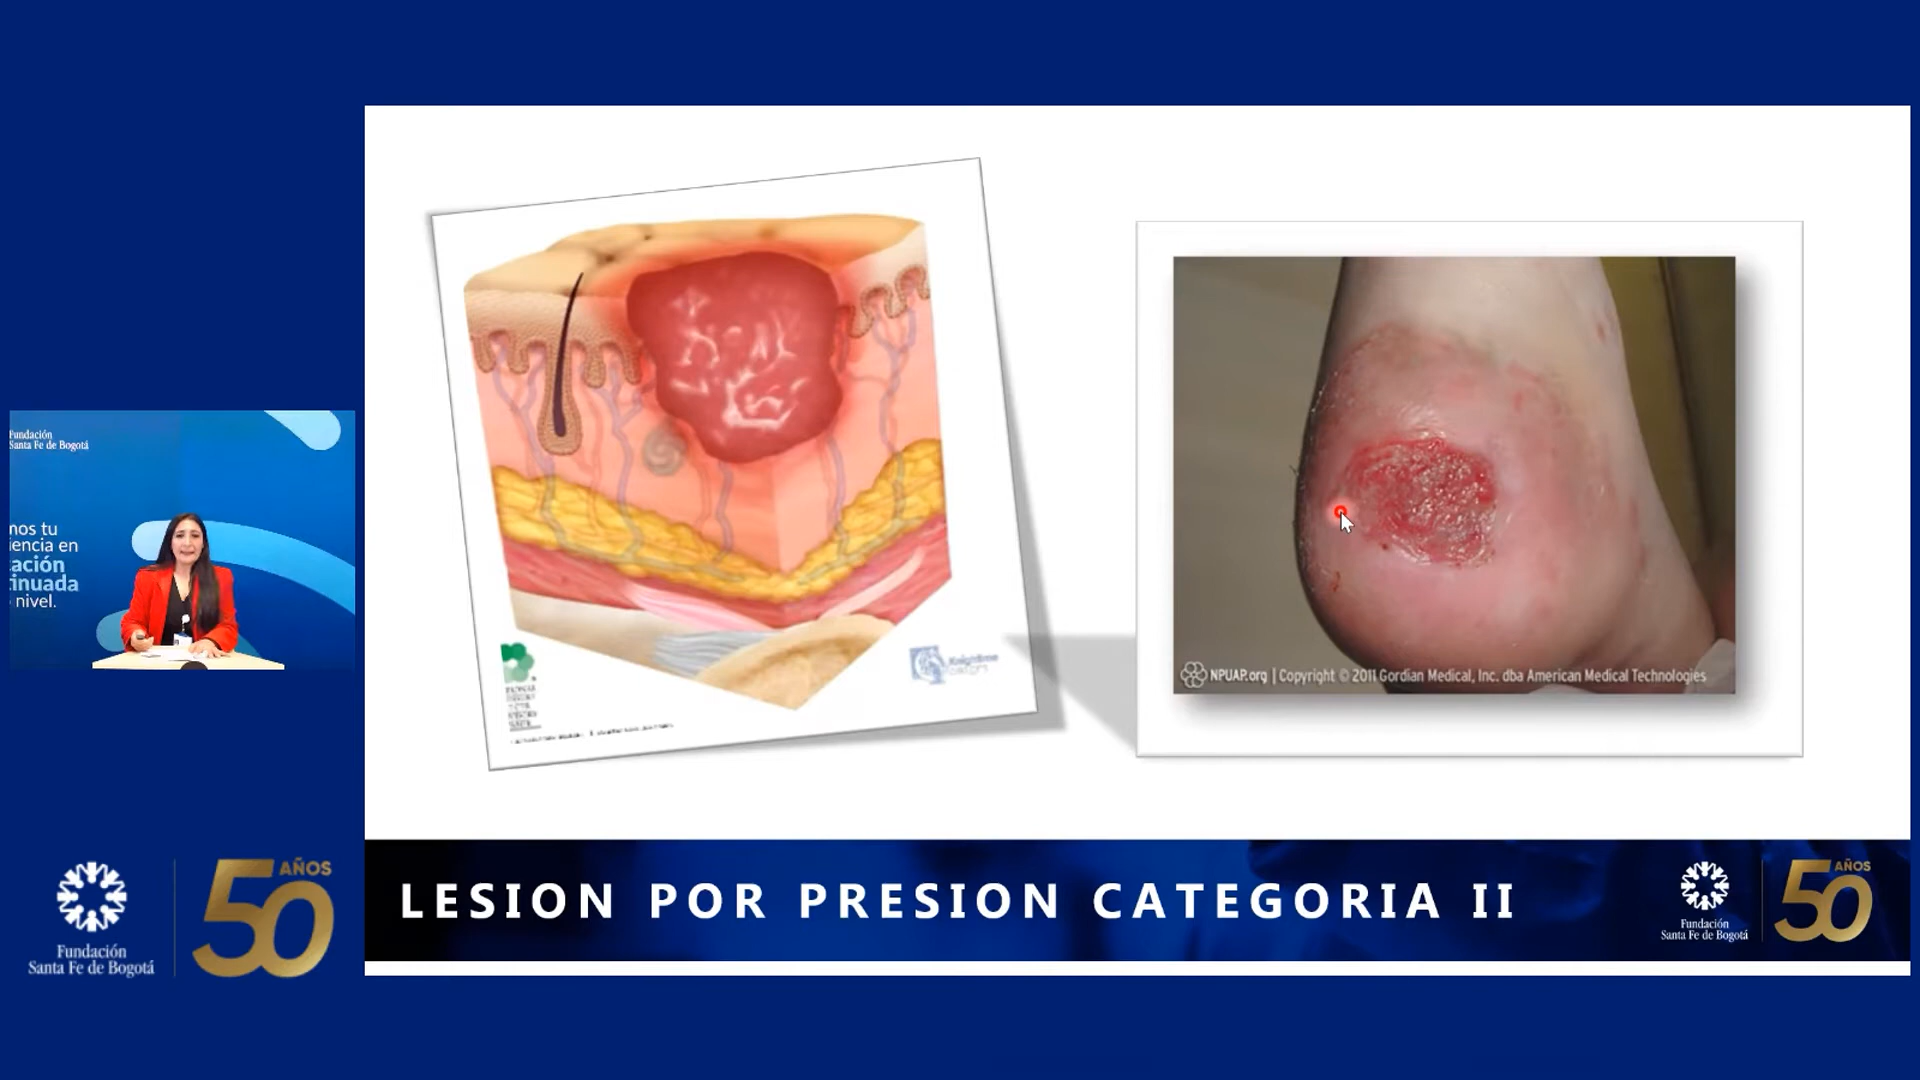 Fundación
Santa Fe de Bogotá
nos tu
iencia en
cación
tinuada
nivel.
NPUAP.org | Copyright © 2011 Gordian Medical, Inc. dba American Medical Technologies
LESION POR PRESION CATEGORIA II
50 AÑOS
Fundación
Santa Fe de Bogotá
50 AÑOS
Fundación
Santa Fe de Bogotá